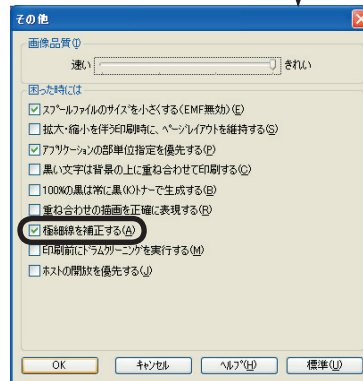 その他
画像品質(I)
速い きれい
困った時には
スプールファイルのサイズを小さくする(EMF無効)(E)
拡大・縮小を伴う印刷時に、ページレイアウトを維持する(S)
アプリケーションの部単位指定を優先する(P)
黒い文字は背景の上に重ねあわせて印刷する(C)
100%の黒は常に黒(K)トナーで生成する(B)
重ね合わせの描画を正確に表現する(R)
極細線を補正する(A)
印刷前にドラムクリーニングを実行する(M)
ホストの開放を優先する(J)
OK キャンセル ヘルプ(H) 標準(U)